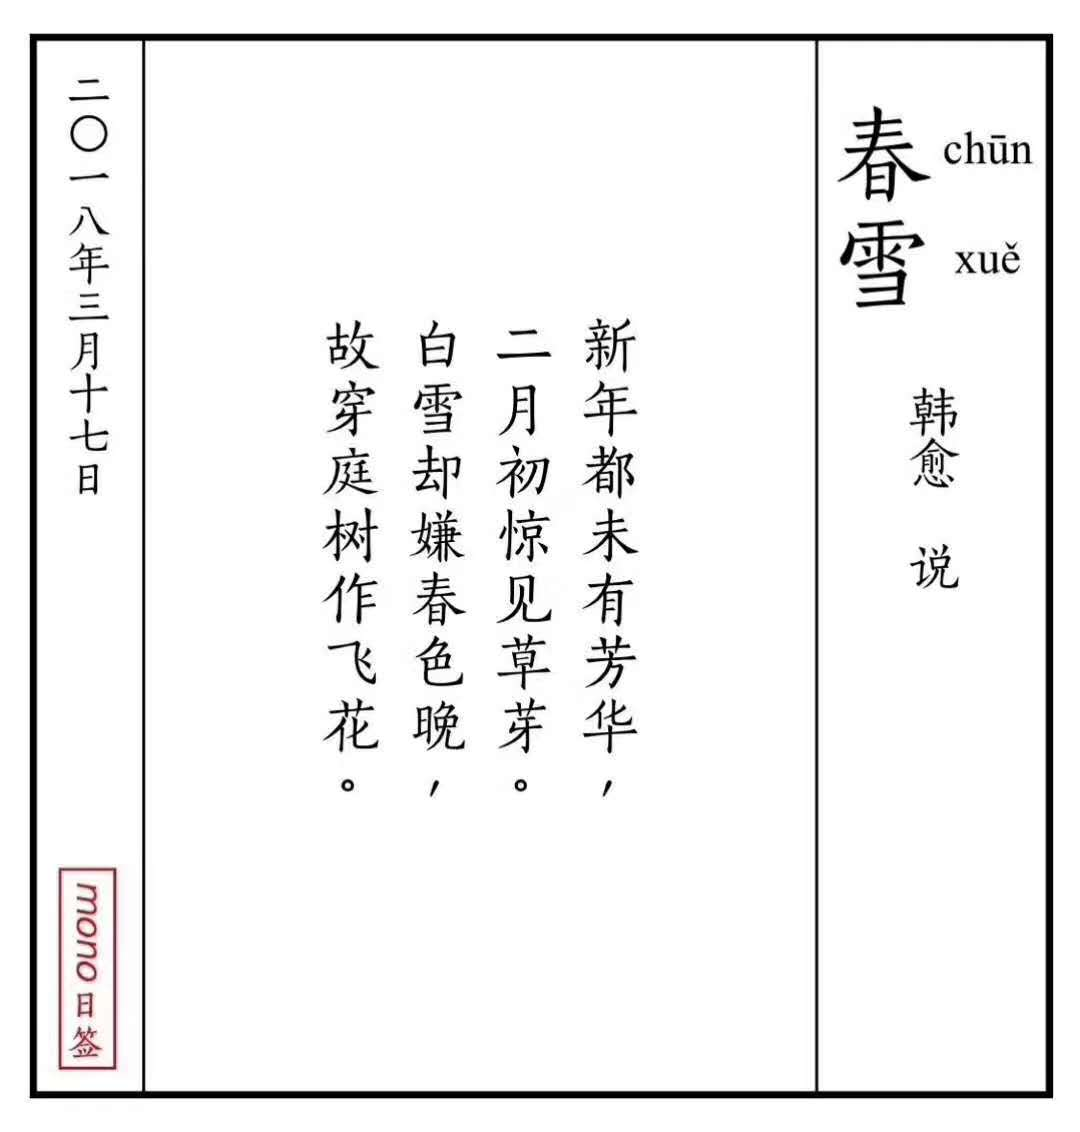 春 chūn
雪 xuě
韩愈 说
新年都未有芳华，
二月初惊见草芽。
白雪却嫌春色晚，
故穿庭树作飞花。
二〇一八年三月十七日
mono日签